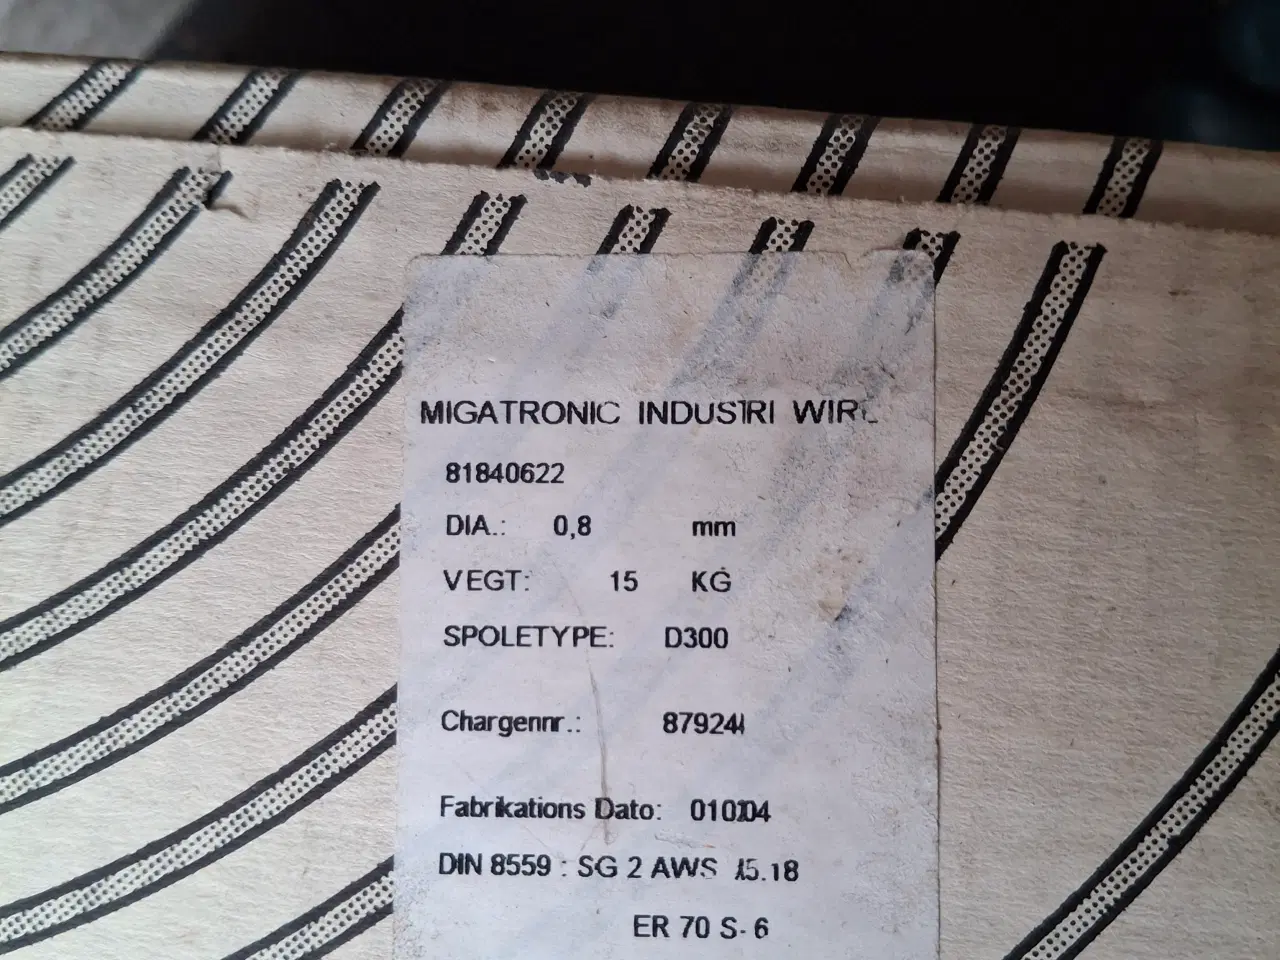 MIGATRONIC INDUSTRI WIRE
81840622
DIA.: 0,8 mm
VEGT: 15 KG
SPOLETYPE: D300
Chargennr.:
Fabrikations Dato:
DIN 8559 : SG 2 AWS
ER 70 S-6